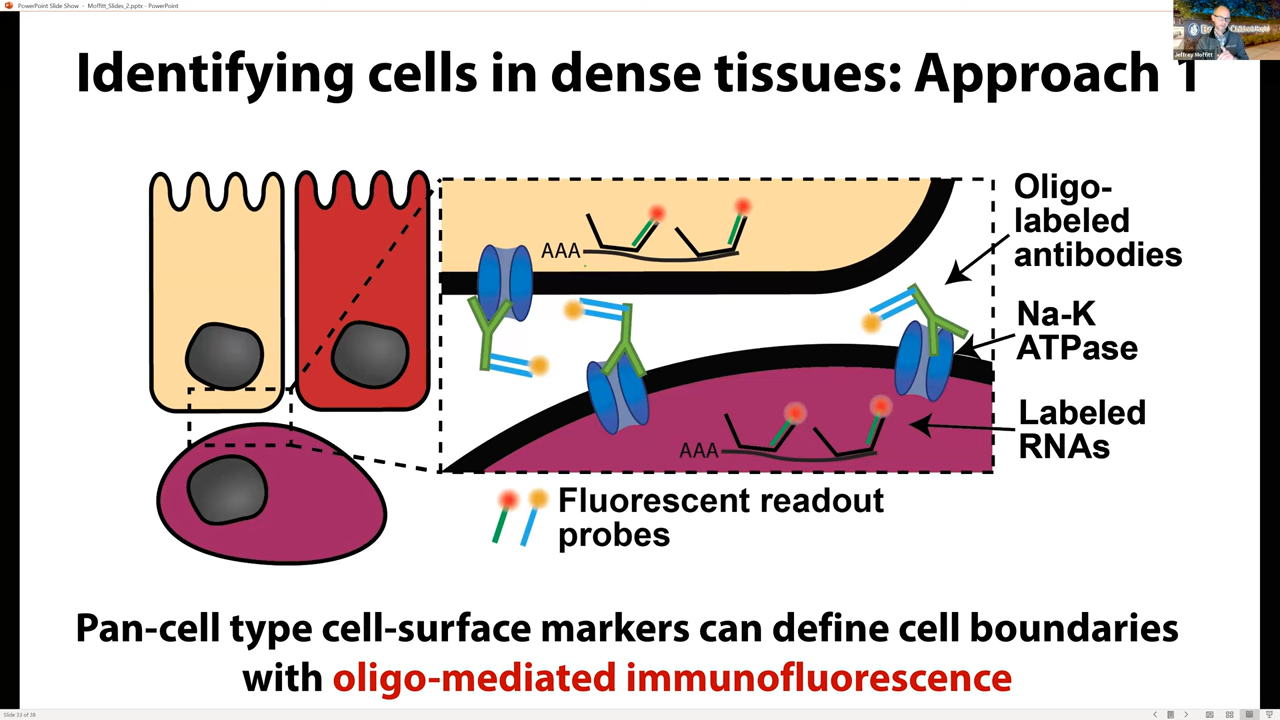 PowerPoint Slide Show - Moffitt_Slides_2.pptx - PowerPoint
Jeffrey Moffitt
Identifying cells in dense tissues: Approach 1
Oligo-
labeled
antibodies
AAA
Na-K
ATPase
Labeled
RNAs
AAA
Fluorescent readout
probes
Pan-cell type cell-surface markers can define cell boundaries
with oligo-mediated immunofluorescence
Slide 33 of 38